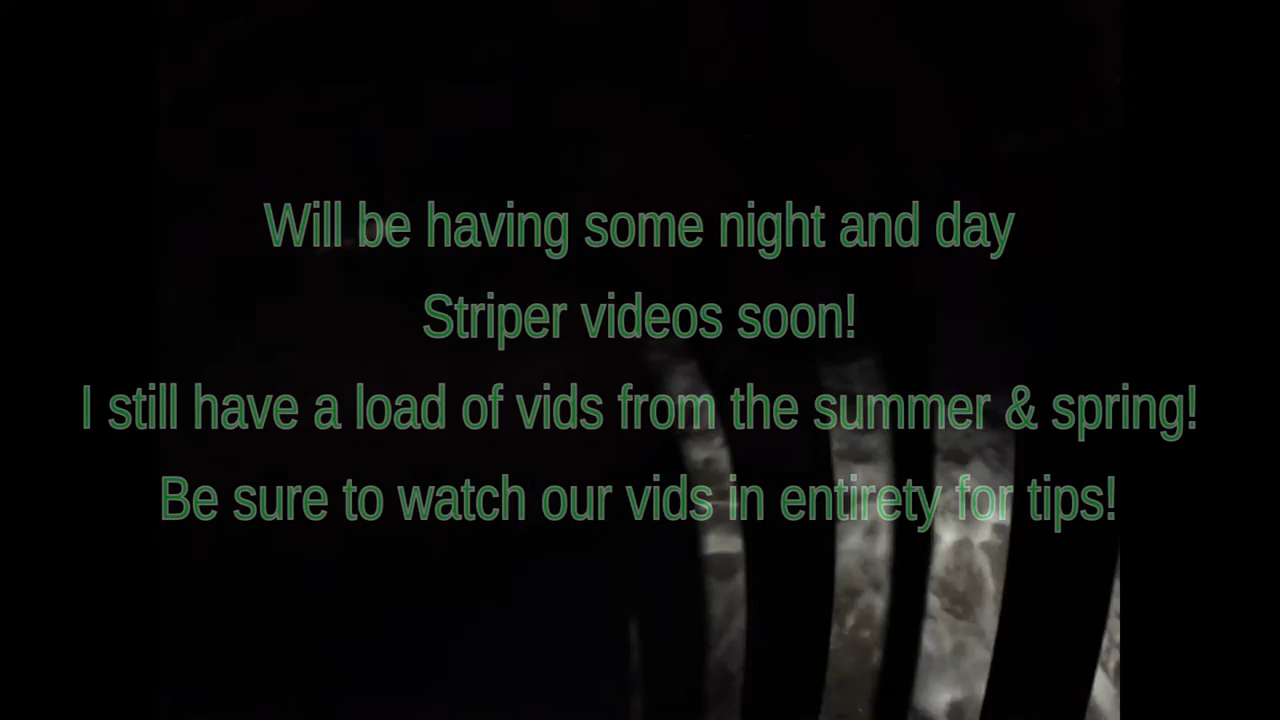 Will be having some night and day
Striper videos soon!
I still have a load of vids from the summer & spring!
Be sure to watch our vids in entirety for tips!